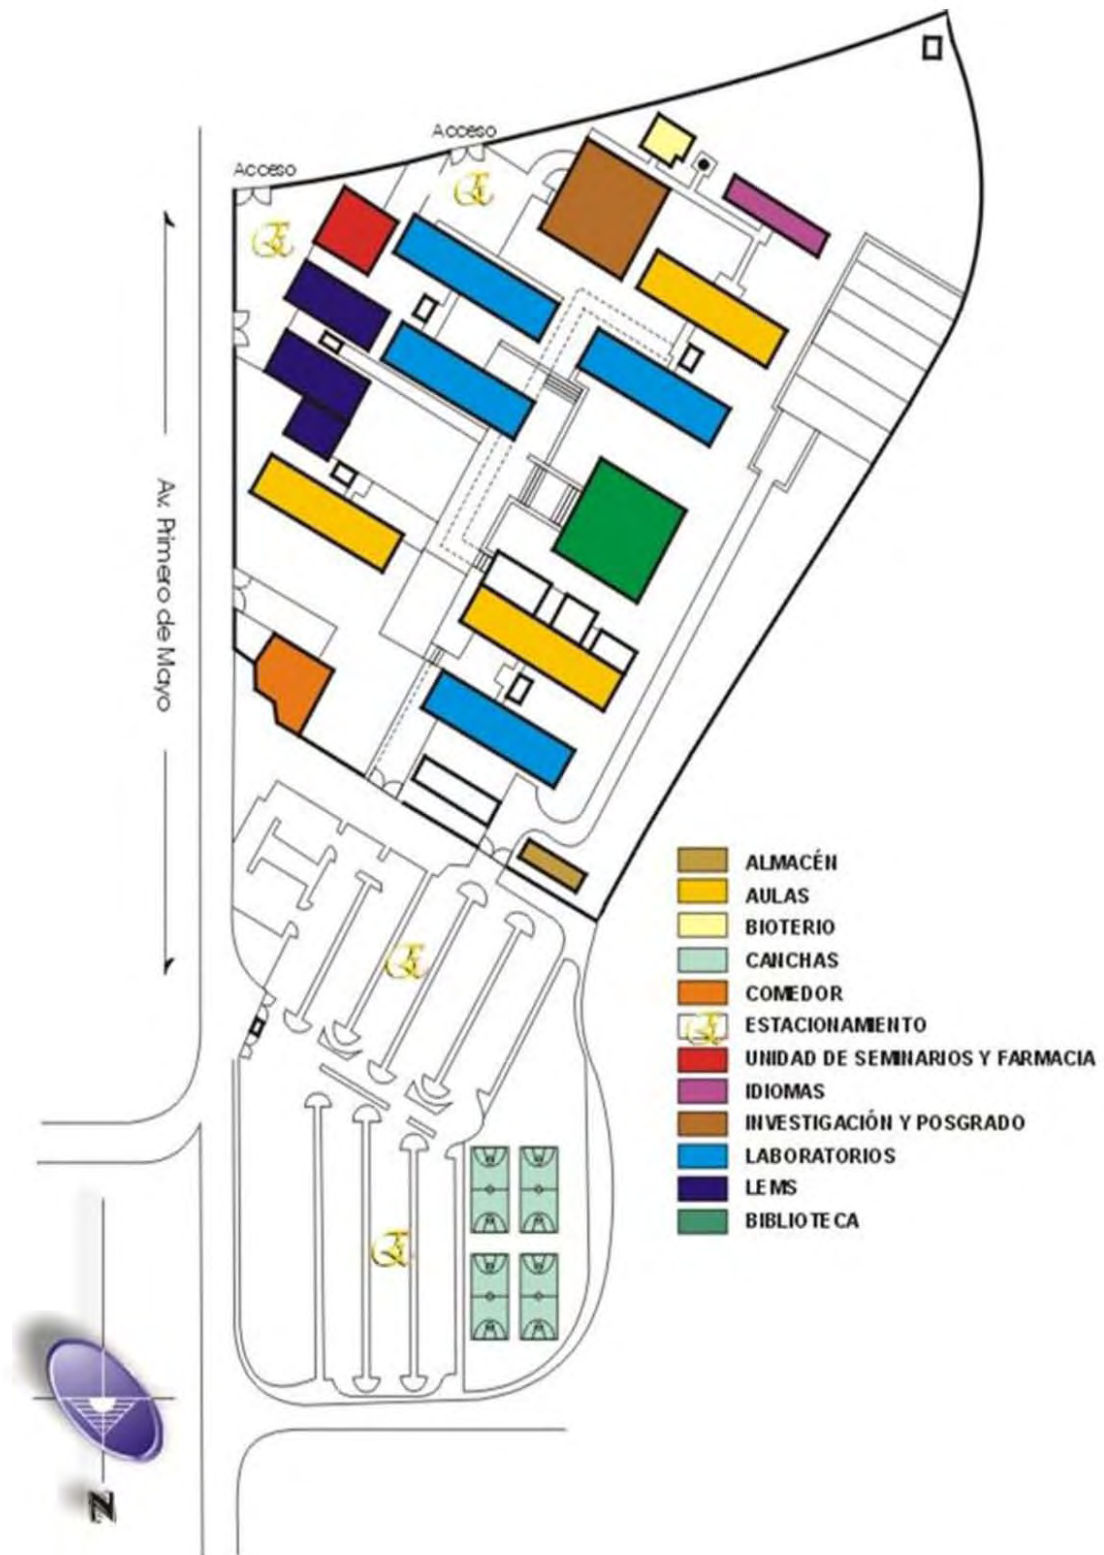 Acceso
Acceso
Av. Primero de Mayo
ALMACÉN
AULAS
BIOTERIO
CANCHAS
COMEDOR
ESTACIONAMIENTO
UNIDAD DE SEMINARIOS Y FARMACIA
IDIOMAS
INVESTIGACIÓN Y POSGRADO
LABORATORIOS
LEMS
BIBLIOTECA
N